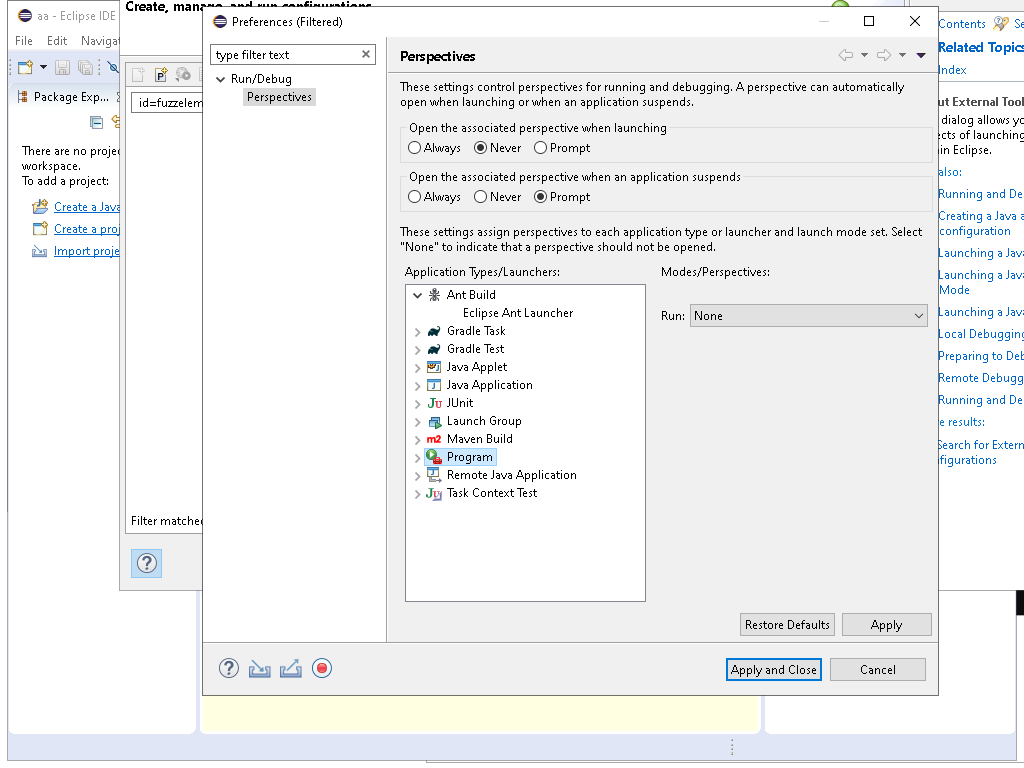 aa - Eclipse IDE
File Edit Navigat
Package Exp...
There are no proje
workspace.
To add a project:
Create a Java
Create a proj
Import proje
Create, manage, and run configurations
id=fuzzelem
Filter matche
Preferences (Filtered)
type filter text
Run/Debug
Perspectives
Perspectives
These settings control perspectives for running and debugging. A perspective can automatically
open when launching or when an application suspends.
Open the associated perspective when launching
Always Never Prompt
Open the associated perspective when an application suspends
Always Never Prompt
These settings assign perspectives to each application type or launcher and launch mode set. Select
"None" to indicate that a perspective should not be opened.
Application Types/Launchers:
Ant Build
Eclipse Ant Launcher
Gradle Task
Gradle Test
Java Applet
Java Application
JUnit
Launch Group
Maven Build
Program
Remote Java Application
Task Context Test
Modes/Perspectives:
Run: None
Restore Defaults Apply
Apply and Close Cancel
Contents Se
Related Topics
Index
ut External Tool
dialog allows yo
ects of launching
in Eclipse.
also:
Running and De
Creating a Java a
configuration
Launching a Java
Launching a Java
Mode
Launching a Java
Local Debugging
Preparing to Deb
Remote Debugg
Running and De
e results:
Search for Extern
figurations